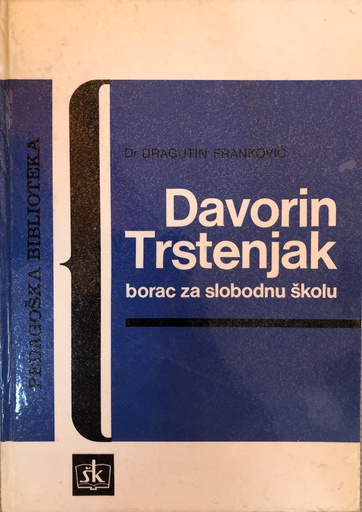 PEDAGOŠKA BIBLIOTEKA
Dr DRAGUTIN FRANKOVIĆ
Davorin
Trstenjak
borac za slobodnu školu
šk